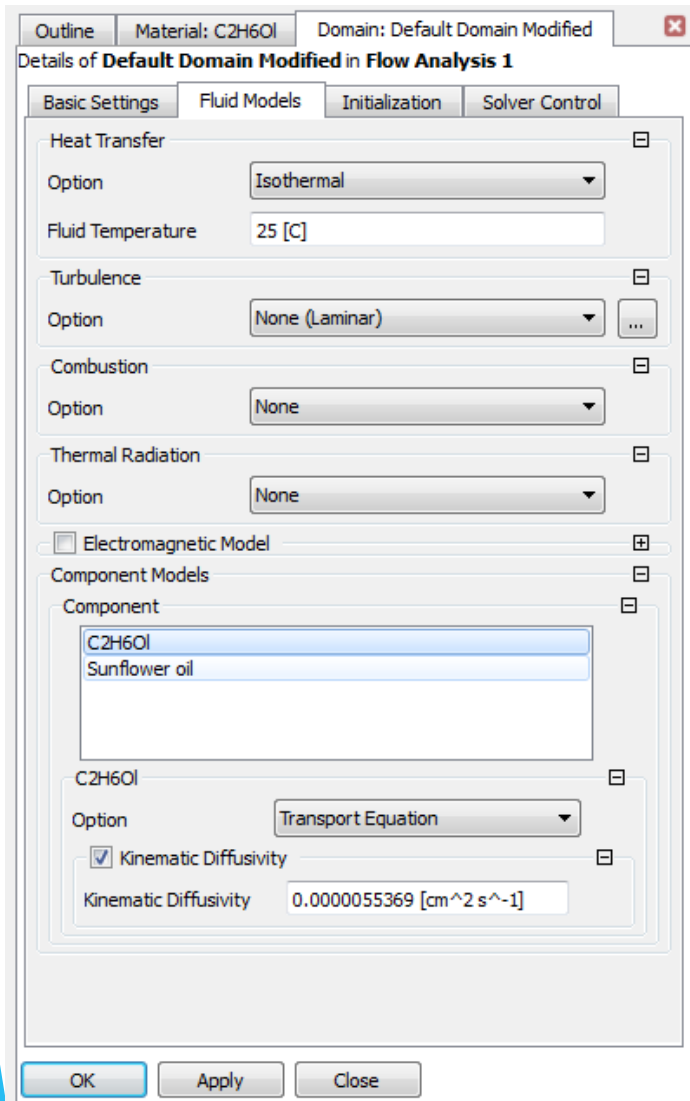 Outline Material: C2H6Ol Domain: Default Domain Modified
Details of Default Domain Modified in Flow Analysis 1
Basic Settings Fluid Models Initialization Solver Control
Heat Transfer
Option Isothermal
Fluid Temperature 25 [C]
Turbulence
Option None (Laminar) ...
Combustion
Option None
Thermal Radiation
Option None
Electromagnetic Model
Component Models
Component
C2H6Ol
Sunflower oil
C2H6Ol
Option Transport Equation
Kinematic Diffusivity
Kinematic Diffusivity 0.0000055369 [cm^2 s^-1]
OK Apply Close